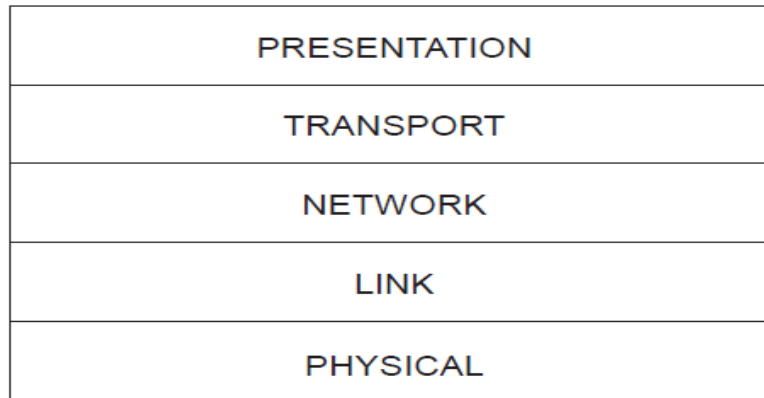 PRESENTATION
TRANSPORT
NETWORK
LINK
PHYSICAL